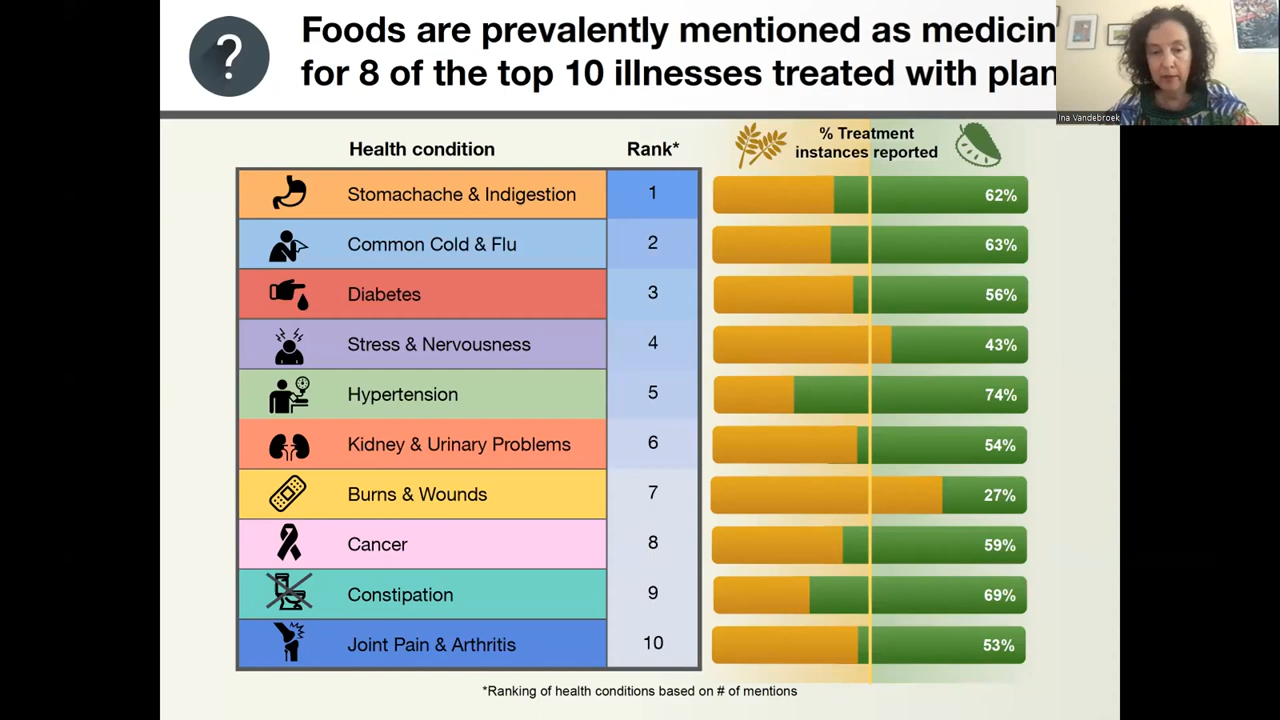 ?
Foods are prevalently mentioned as medicin
for 8 of the top 10 illnesses treated with plan
Ina Vandebroek
Health condition
Rank*
% Treatment
instances reported
Stomachache & Indigestion 1 62%
Common Cold & Flu 2 63%
Diabetes 3 56%
Stress & Nervousness 4 43%
Hypertension 5 74%
Kidney & Urinary Problems 6 54%
Burns & Wounds 7 27%
Cancer 8 59%
Constipation 9 69%
Joint Pain & Arthritis 10 53%
*Ranking of health conditions based on # of mentions